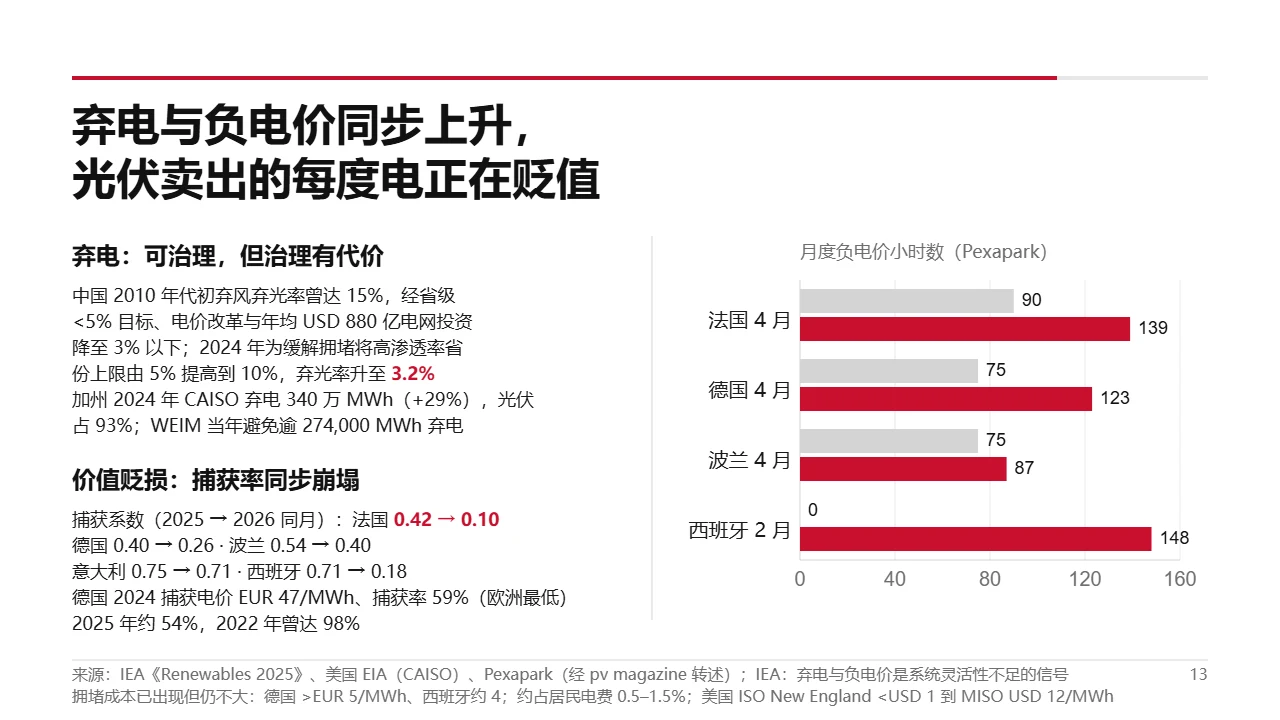 弃电与负电价同步上升，
光伏卖出的每度电正在贬值
弃电：可治理，但治理有代价
中国 2010 年代初弃风弃光率曾达 15%，经省级
<5% 目标、电价改革与年均 USD 880 亿电网投资
降至 3% 以下；2024 年为缓解拥堵将高渗透率省
份上限由 5% 提高到 10%，弃光率升至 3.2%
加州 2024 年 CAISO 弃电 340 万 MWh（+29%），光伏
占 93%；WEIM 当年避免逾 274,000 MWh 弃电
价值贬损：捕获率同步崩塌
捕获系数（2025 → 2026 同月）：法国 0.42 → 0.10
德国 0.40 → 0.26 · 波兰 0.54 → 0.40
意大利 0.75 → 0.71 · 西班牙 0.71 → 0.18
德国 2024 捕获电价 EUR 47/MWh、捕获率 59%（欧洲最低）
2025 年约 54%，2022 年曾达 98%
月度负电价小时数（Pexapark）
法国 4 月
90
139
德国 4 月
75
123
波兰 4 月
75
87
西班牙 2 月
0
148
0 40 80 120 160
来源：IEA《Renewables 2025》、美国 EIA（CAISO）、Pexapark（经 pv magazine 转述）；IEA：弃电与负电价是系统灵活性不足的信号
拥堵成本已出现但仍不大：德国 >EUR 5/MWh、西班牙约 4；约占居民电费 0.5–1.5%；美国 ISO New England <USD 1 到 MISO USD 12/MWh
13